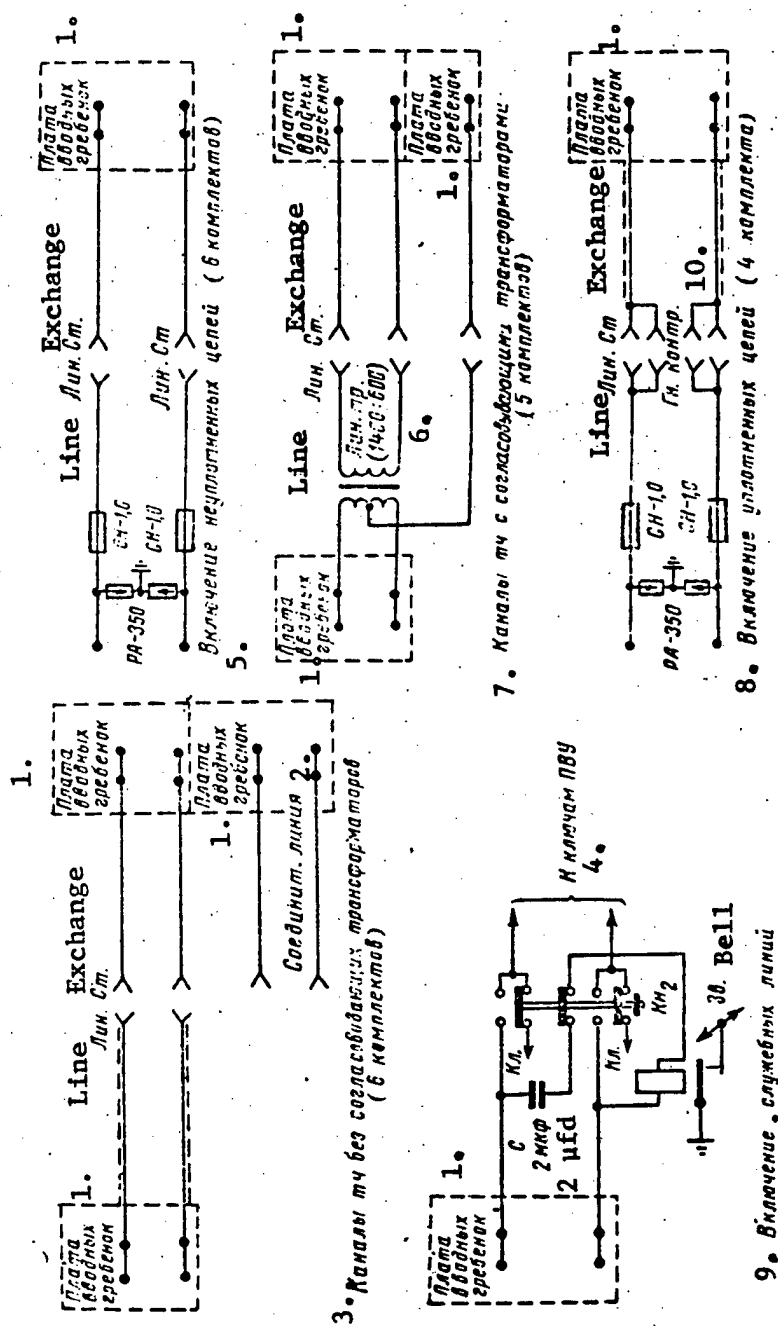 1.
Плата
вводных
гребенок
1.
Line
Exchange
Лин.
Ст.
Плата
вводных
гребенок
1.
Плата
вводных
гребенок
1.
Соединит. линия
2.
3. Каналы тч без согласовывающих трансформаторов
(6 комплектов)
Line
Exchange
Лин. Ст.
Плата
вводных
гребенок
1.
РА-350
СН-1,0
СН-1,0
Лин. Ст
5.
Включение неуплотненных цепей (6 комплектов)
Плата
вводных
гребенок
1.
Line
Exchange
Лин. Ст.
Лин. тр.
(1400:600)
6.
Плата
вводных
гребенок
1.
Плата
вводных
гребенок
1.
7. Каналы тч с согласовывающими трансформаторами
(5 комплектов)
Плата
вводных
гребенок
1.
С
2 мкф
2 µfd
Кл.
Кл.
Кн2
К ключам ПВУ
4.
Зв.
Bell
9. Включение служебных линий
Line
Exchange
Лин. Ст
Плата
вводных
гребенок
1.
РА-350
СН-1,0
СН-1,0
Гн. контр.
10.
8. Включение уплотненных цепей (4 комплекта)